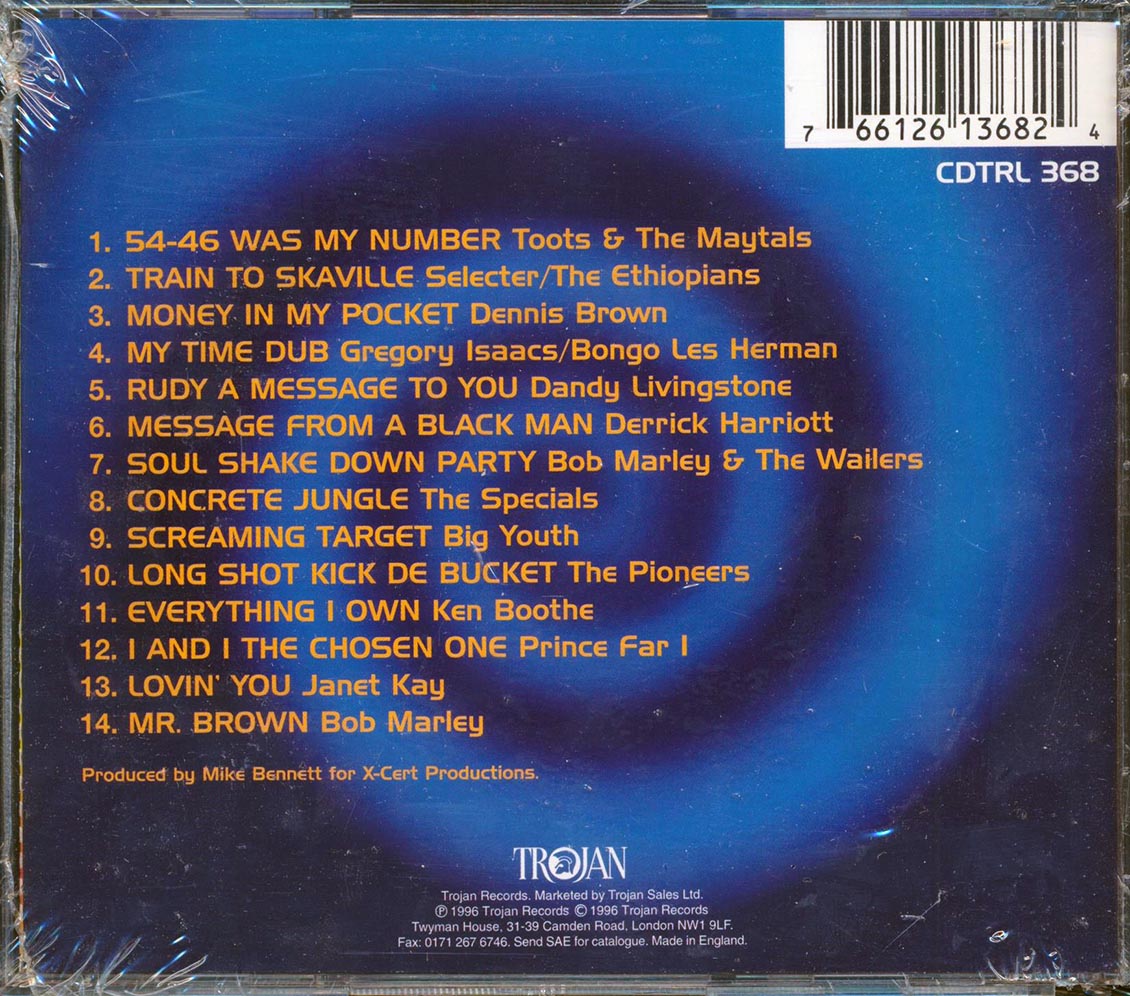 7 66126 13682 4
CDTRL 368
1. 54-46 WAS MY NUMBER Toots & The Maytals
2. TRAIN TO SKAVILLE Selecter/The Ethiopians
3. MONEY IN MY POCKET Dennis Brown
4. MY TIME DUB Gregory Isaacs/Bongo Les Herman
5. RUDY A MESSAGE TO YOU Dandy Livingstone
6. MESSAGE FROM A BLACK MAN Derrick Harriott
7. SOUL SHAKE DOWN PARTY Bob Marley & The Wailers
8. CONCRETE JUNGLE The Specials
9. SCREAMING TARGET Big Youth
10. LONG SHOT KICK DE BUCKET The Pioneers
11. EVERYTHING I OWN Ken Boothe
12. I AND I THE CHOSEN ONE Prince Far I
13. LOVIN' YOU Janet Kay
14. MR. BROWN Bob Marley
Produced by Mike Bennett for X-Cert Productions.
TROJAN
Trojan Records. Marketed by Trojan Sales Ltd.
℗ 1996 Trojan Records © 1996 Trojan Records
Twyman House, 31-39 Camden Road, London NW1 9LF.
Fax: 0171 267 6746. Send SAE for catalogue. Made in England.